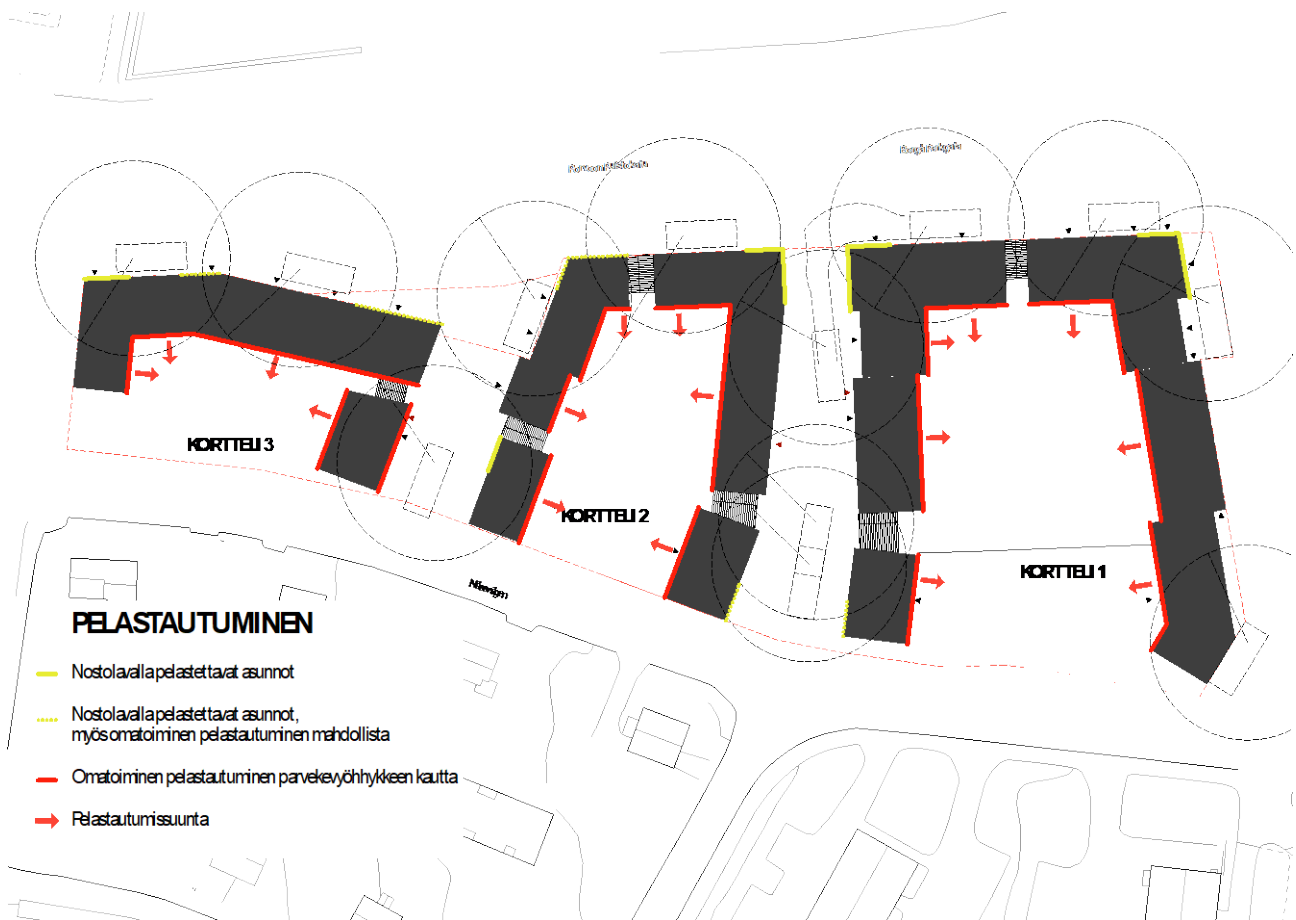 KORTTELI 3
KORTTELI 2
KORTTELI 1
PELASTAUTUMINEN
Nostolavalla pelastettavat asunnot
Nostolavalla pelastettavat asunnot,
myös omatoiminen pelastautuminen mahdollista
Omatoiminen pelastautuminen parvekevyöhykkeen kautta
Pelastautumissuunta